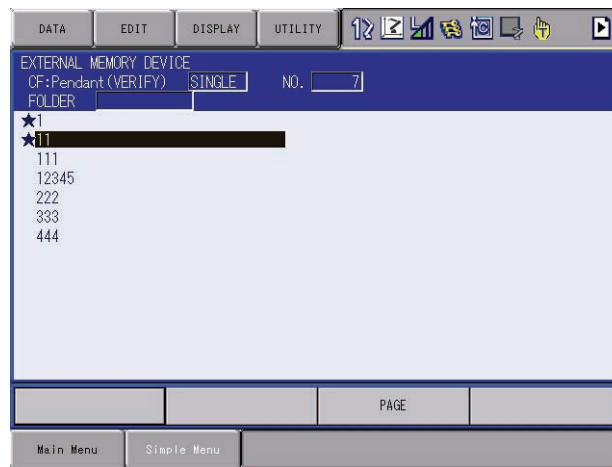 DATA EDIT DISPLAY UTILITY
EXTERNAL MEMORY DEVICE
CF:Pendant(VERIFY) SINGLE NO. 7
FOLDER
★1
★11
111
12345
222
333
444
PAGE
Main Menu Simple Menu